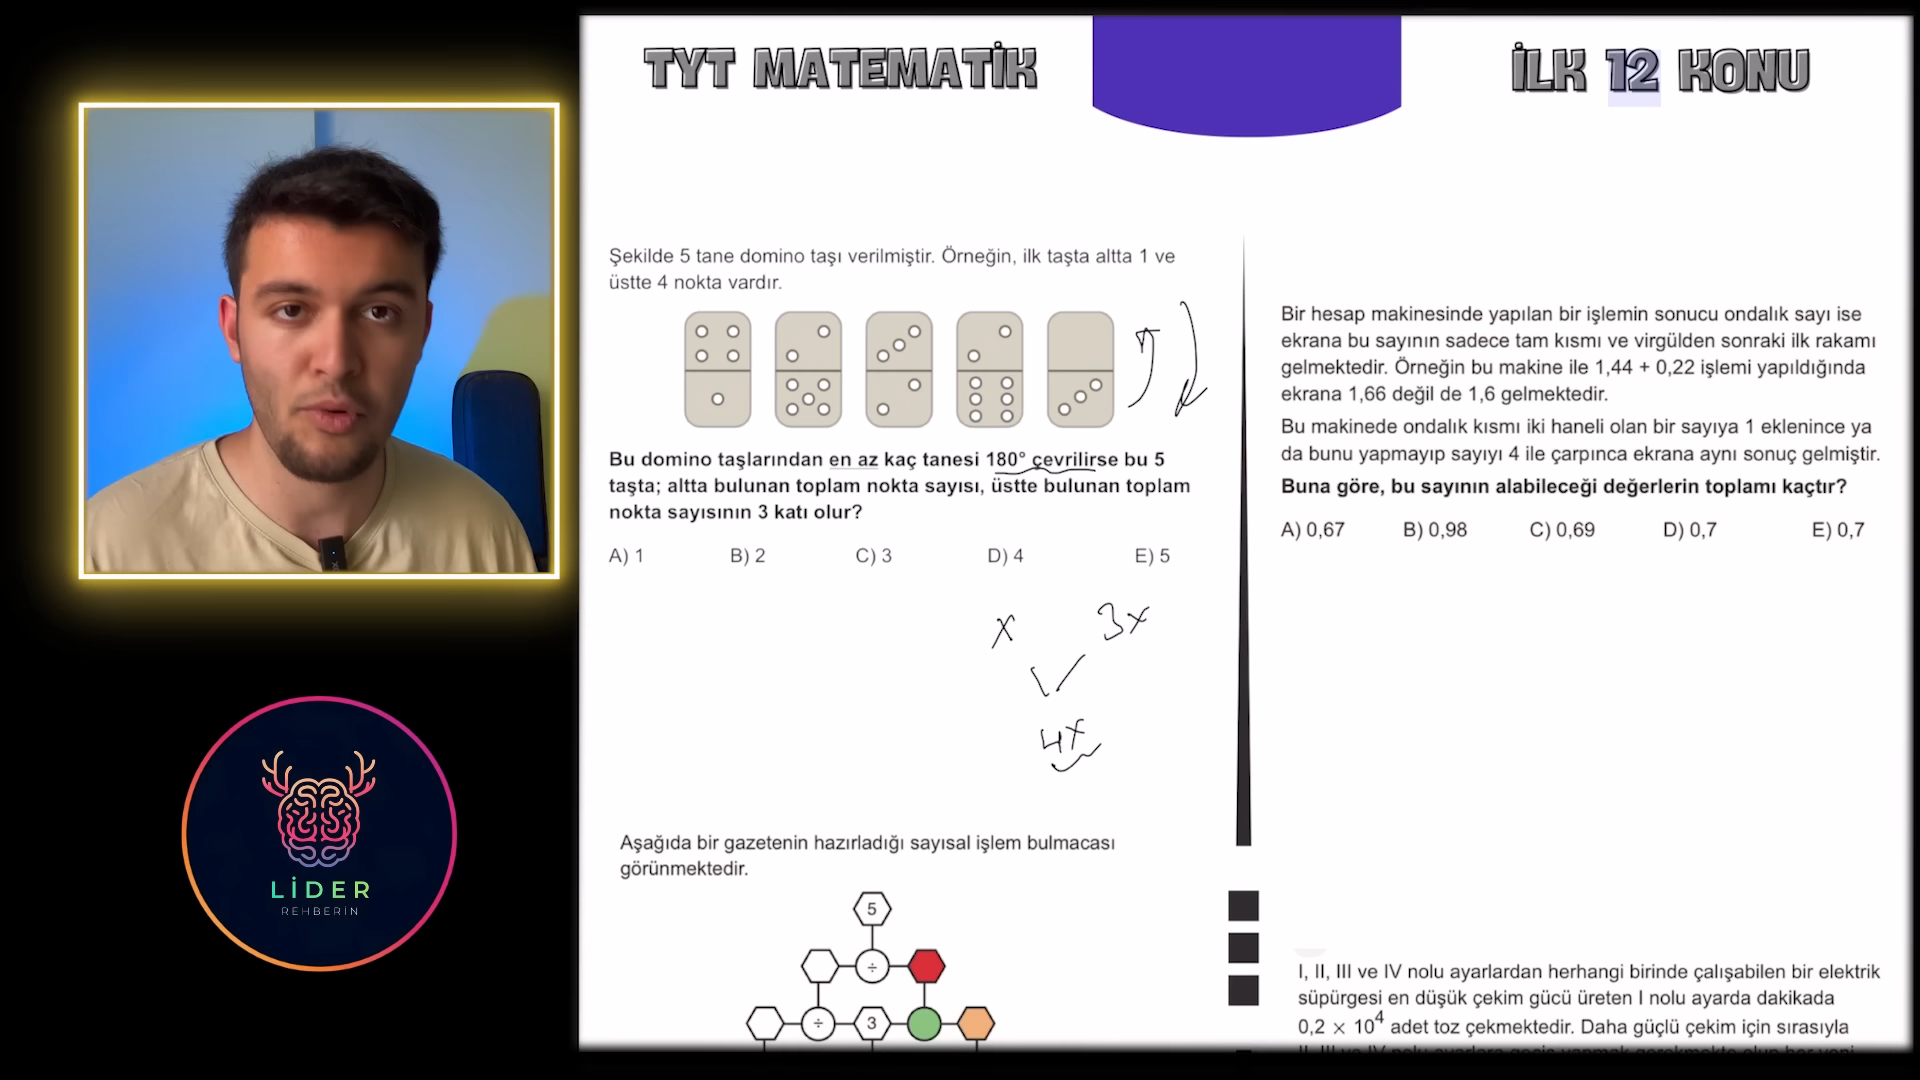 TYT MATEMATİK
İLK 12 KONU
Şekilde 5 tane domino taşı verilmiştir. Örneğin, ilk taşta altta 1 ve
üstte 4 nokta vardır.
Bu domino taşlarından en az kaç tanesi 180° çevrilirse bu 5
taşta; altta bulunan toplam nokta sayısı, üstte bulunan toplam
nokta sayısının 3 katı olur?
A) 1 B) 2 C) 3 D) 4 E) 5
x 3x
4x
Aşağıda bir gazetenin hazırladığı sayısal işlem bulmacası
görünmektedir.
5
÷
÷ 3
Bir hesap makinesinde yapılan bir işlemin sonucu ondalık sayı ise
ekrana bu sayının sadece tam kısmı ve virgülden sonraki ilk rakamı
gelmektedir. Örneğin bu makine ile 1,44 + 0,22 işlemi yapıldığında
ekrana 1,66 değil de 1,6 gelmektedir.
Bu makinede ondalık kısmı iki haneli olan bir sayıya 1 eklenince ya
da bunu yapmayıp sayıyı 4 ile çarpınca ekrana aynı sonuç gelmiştir.
Buna göre, bu sayının alabileceği değerlerin toplamı kaçtır?
A) 0,67 B) 0,98 C) 0,69 D) 0,7 E) 0,7
I, II, III ve IV nolu ayarlardan herhangi birinde çalışabilen bir elektrik
süpürgesi en düşük çekim gücü üreten I nolu ayarda dakikada
0,2 × 10⁴ adet toz çekmektedir. Daha güçlü çekim için sırasıyla
LİDER
REHBERİN